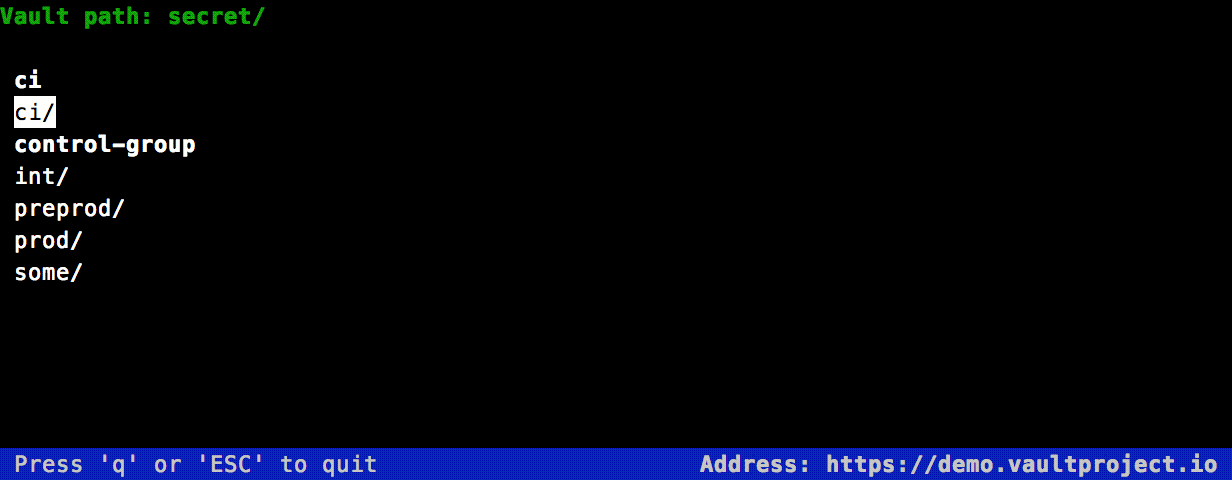 Vault path: secret/
ci
ci/
control-group
int/
preprod/
prod/
some/
Press 'q' or 'ESC' to quit Address: https://demo.vaultproject.io